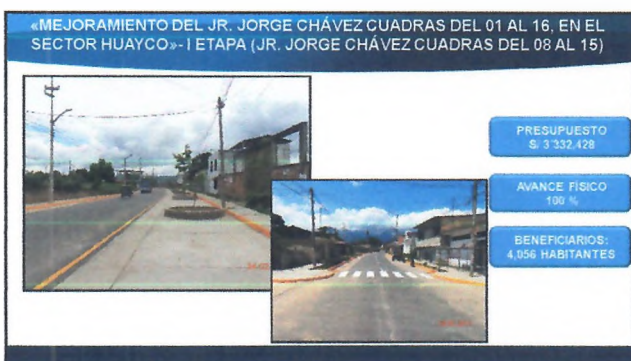 «MEJORAMIENTO DEL JR. JORGE CHÁVEZ CUADRAS DEL 01 AL 16, EN EL
SECTOR HUAYCO»- I ETAPA (JR. JORGE CHÁVEZ CUADRAS DEL 08 AL 15)
PRESUPUESTO
S/ 3'332,428
AVANCE FÍSICO
100 %
BENEFICIARIOS:
4,056 HABITANTES